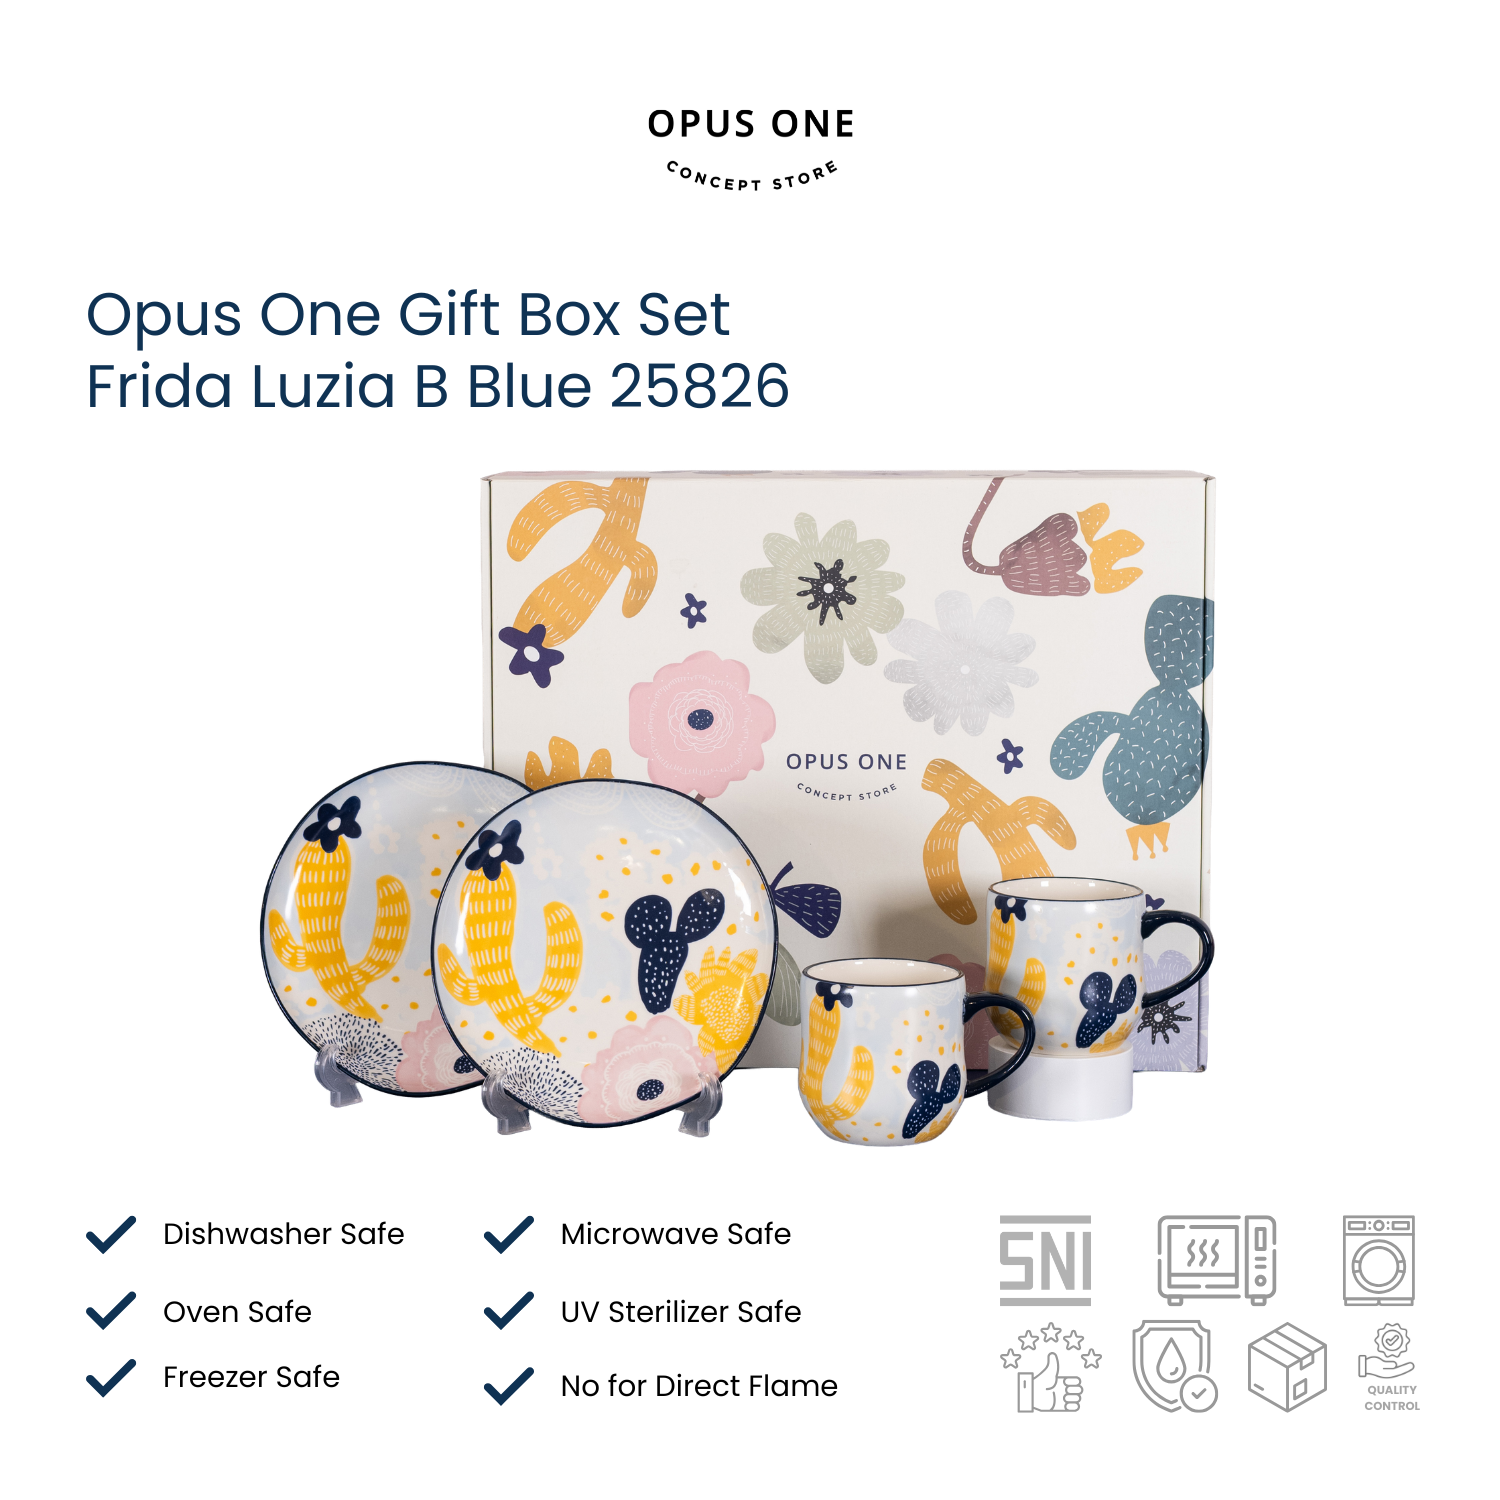 OPUS ONE
CONCEPT STORE
Opus One Gift Box Set
Frida Luzia B Blue 25826
OPUS ONE
CONCEPT STORE
Dishwasher Safe
Microwave Safe
Oven Safe
UV Sterilizer Safe
Freezer Safe
No for Direct Flame
SNI
QUALITY
CONTROL